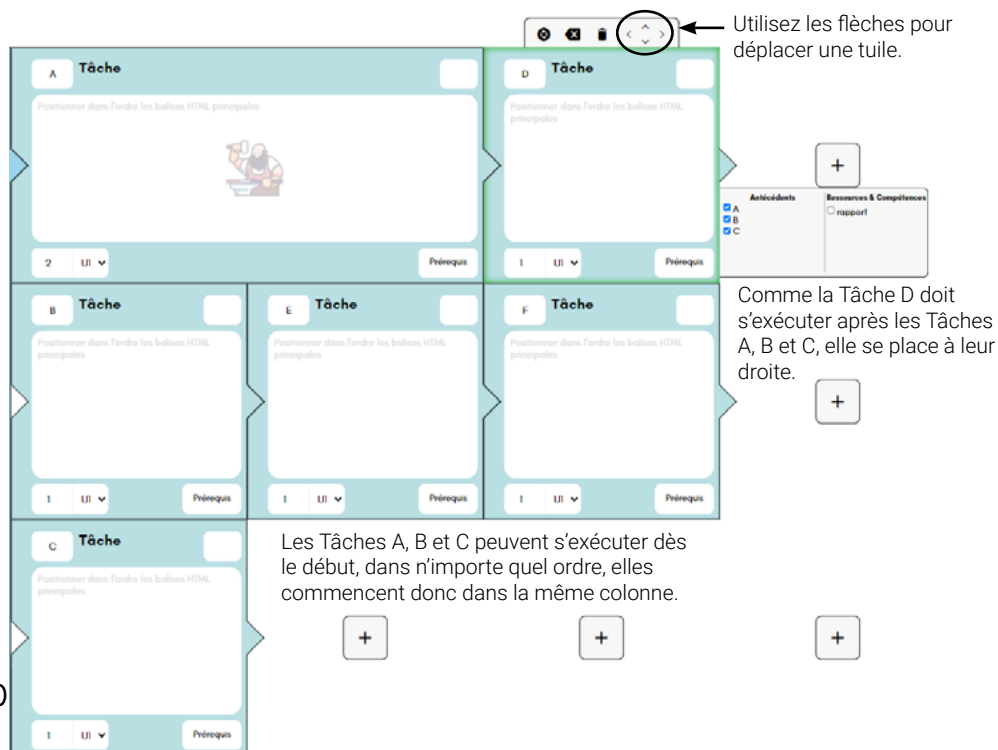 Utilisez les flèches pour
déplacer une tuile.
A Tâche
Positionner dans l'ordre les balises HTML principales
2 UI Prérequis
D Tâche
Positionner dans l'ordre les balises HTML
principales
1 UI Prérequis
Antécédents
A
B
C
Ressources & Compétences
rapport
Comme la Tâche D doit
s'exécuter après les Tâches
A, B et C, elle se place à leur
droite.
B Tâche
Positionner dans l'ordre les balises HTML
principales
1 UI Prérequis
E Tâche
Positionner dans l'ordre les balises HTML
principales
1 UI Prérequis
F Tâche
Positionner dans l'ordre les balises HTML
principales
1 UI Prérequis
C Tâche
Positionner dans l'ordre les balises HTML
principales
1 UI Prérequis
Les Tâches A, B et C peuvent s'exécuter dès
le début, dans n'importe quel ordre, elles
commencent donc dans la même colonne.